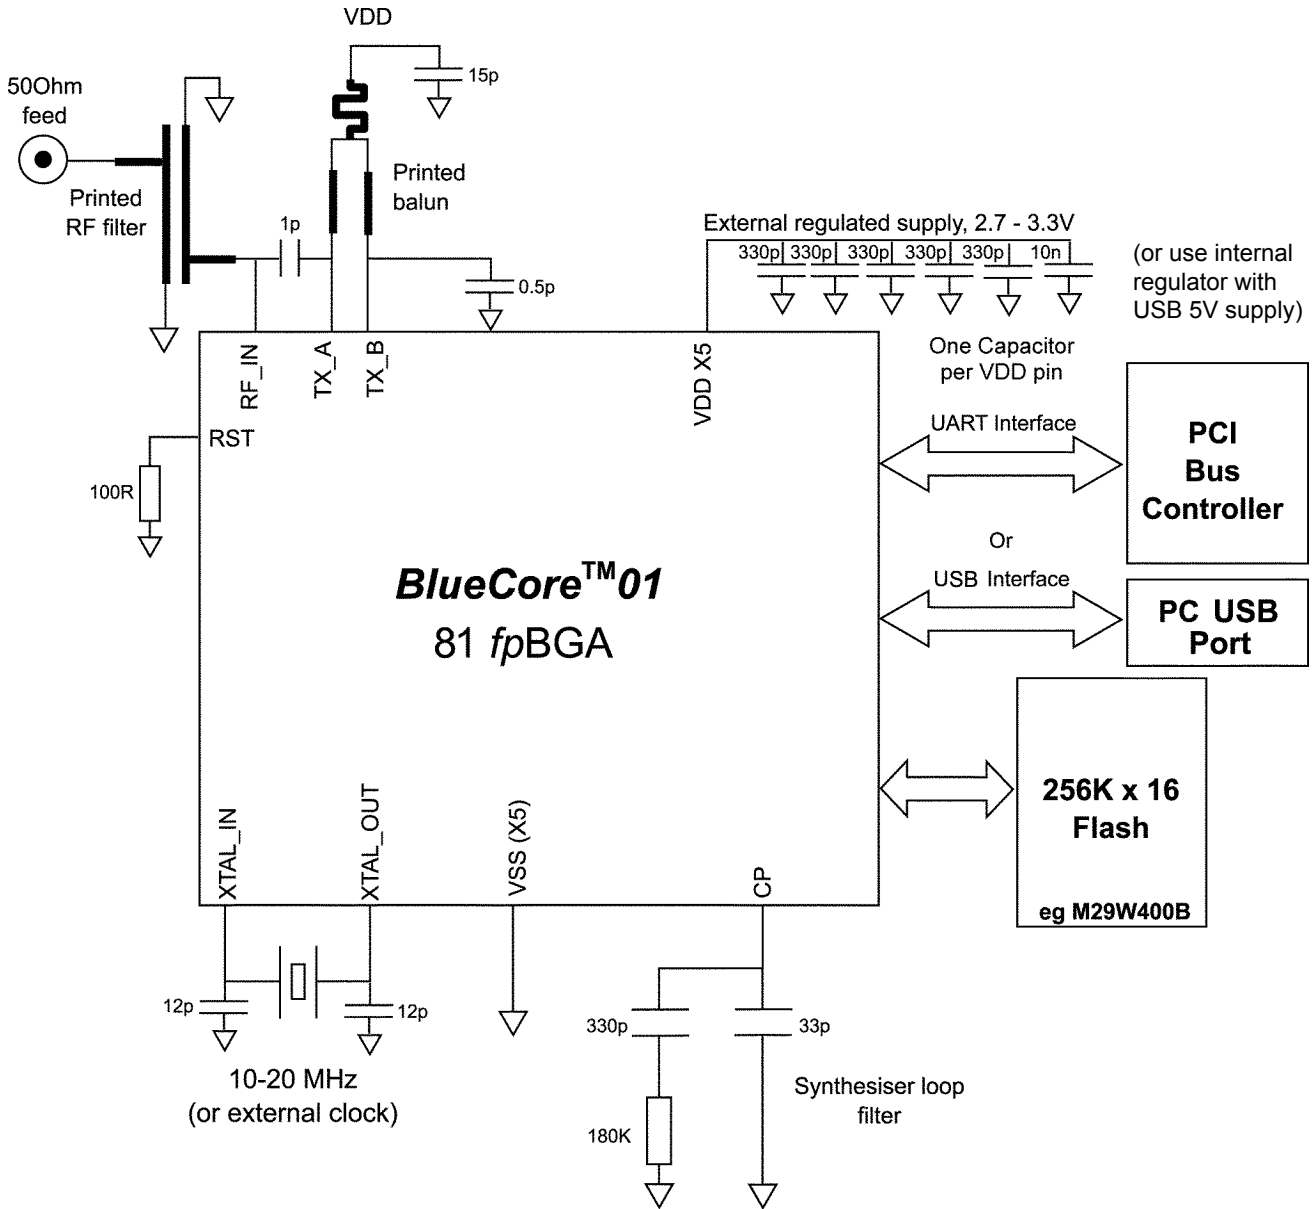 VDD
15p
50Ohm
feed
Printed
RF filter
Printed
balun
1p
0.5p
External regulated supply, 2.7 - 3.3V
330p 330p 330p 330p 330p 10n
(or use internal
regulator with
USB 5V supply)
One Capacitor
per VDD pin
RF_IN
TX_A
TX_B
VDD X5
RST
100R
UART Interface
PCI
Bus
Controller
Or
USB Interface
PC USB
Port
BlueCore™01
81 fpBGA
256K x 16
Flash
eg M29W400B
XTAL_IN
XTAL_OUT
VSS (X5)
CP
12p
12p
10-20 MHz
(or external clock)
330p
33p
180K
Synthesiser loop
filter